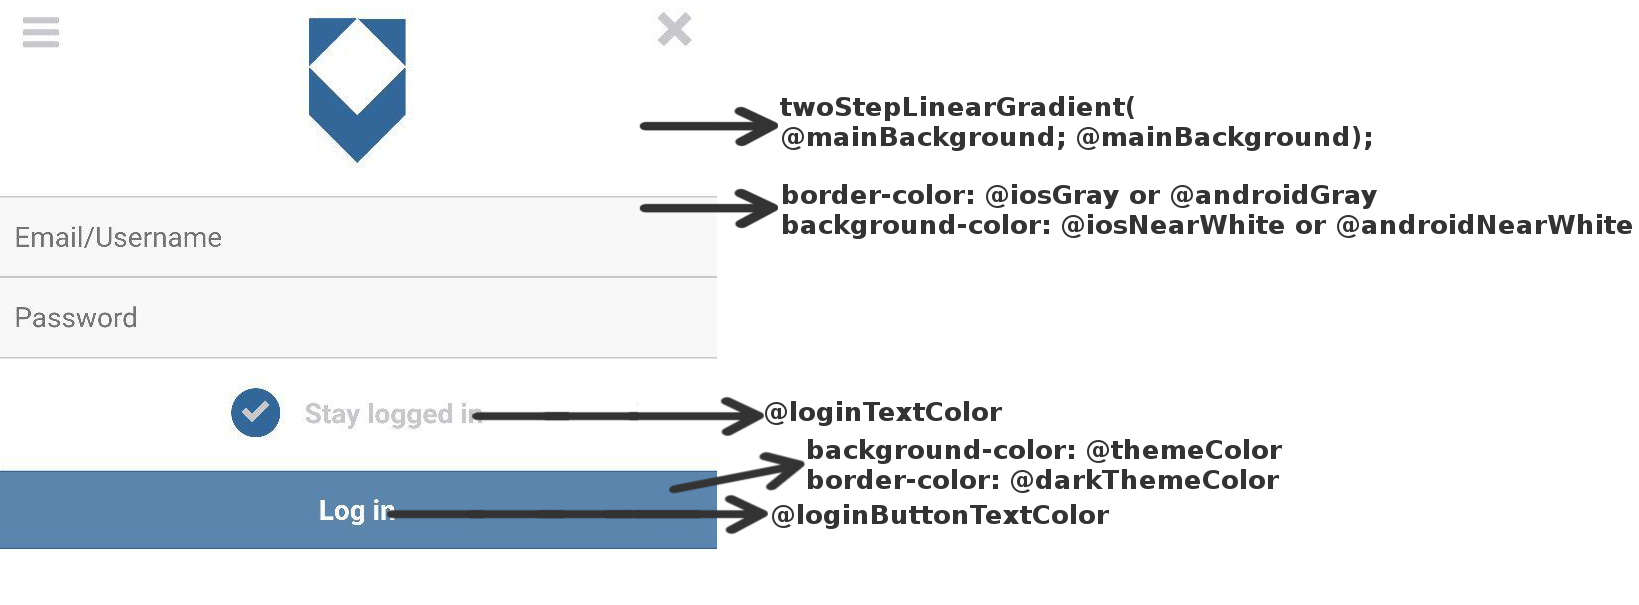 twoStepLinearGradient(
@mainBackground; @mainBackground);
border-color: @iosGray or @androidGray
background-color: @iosNearWhite or @androidNearWhite
Email/Username
Password
Stay logged in
@loginTextColor
background-color: @themeColor
border-color: @darkThemeColor
Log in
@loginButtonTextColor